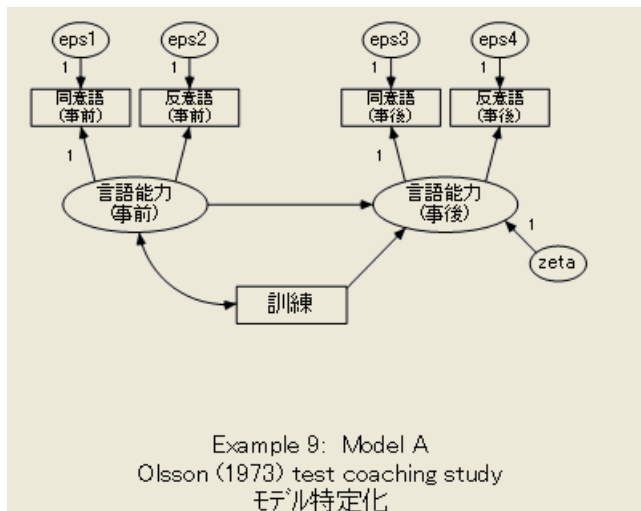 eps1
eps2
eps3
eps4
1
1
1
1
同意語
(事前)
反意語
(事前)
同意語
(事後)
反意語
(事後)
1
1
言語能力
(事前)
言語能力
(事後)
1
zeta
訓練
Example 9: Model A
Olsson (1973) test coaching study
モデル特定化